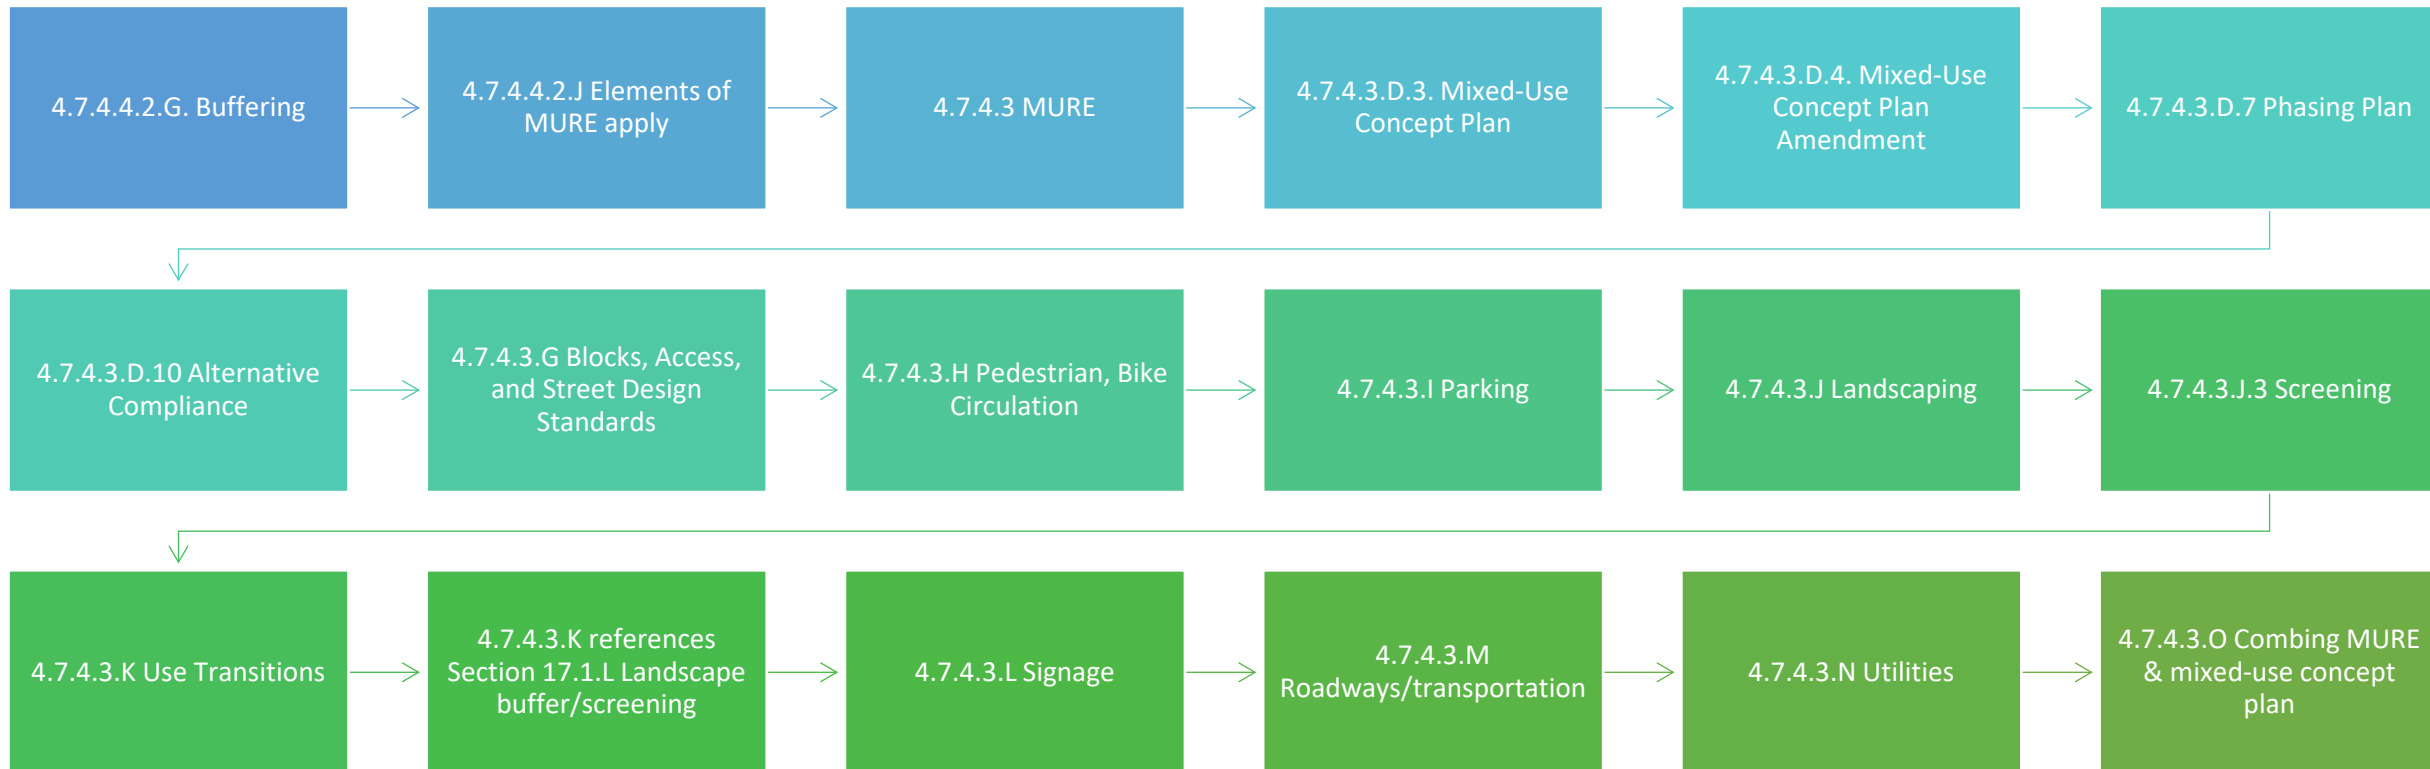 4.7.4.4.2.G. Buffering
4.7.4.4.2.J Elements of
MURE apply
4.7.4.3 MURE
4.7.4.3.D.3. Mixed-Use
Concept Plan
4.7.4.3.D.4. Mixed-Use
Concept Plan
Amendment
4.7.4.3.D.7 Phasing Plan
4.7.4.3.D.10 Alternative
Compliance
4.7.4.3.G Blocks, Access,
and Street Design
Standards
4.7.4.3.H Pedestrian, Bike
Circulation
4.7.4.3.I Parking
4.7.4.3.J Landscaping
4.7.4.3.J.3 Screening
4.7.4.3.K Use Transitions
4.7.4.3.K references
Section 17.1.L Landscape
buffer/screening
4.7.4.3.L Signage
4.7.4.3.M
Roadways/transportation
4.7.4.3.N Utilities
4.7.4.3.O Combing MURE
& mixed-use concept
plan